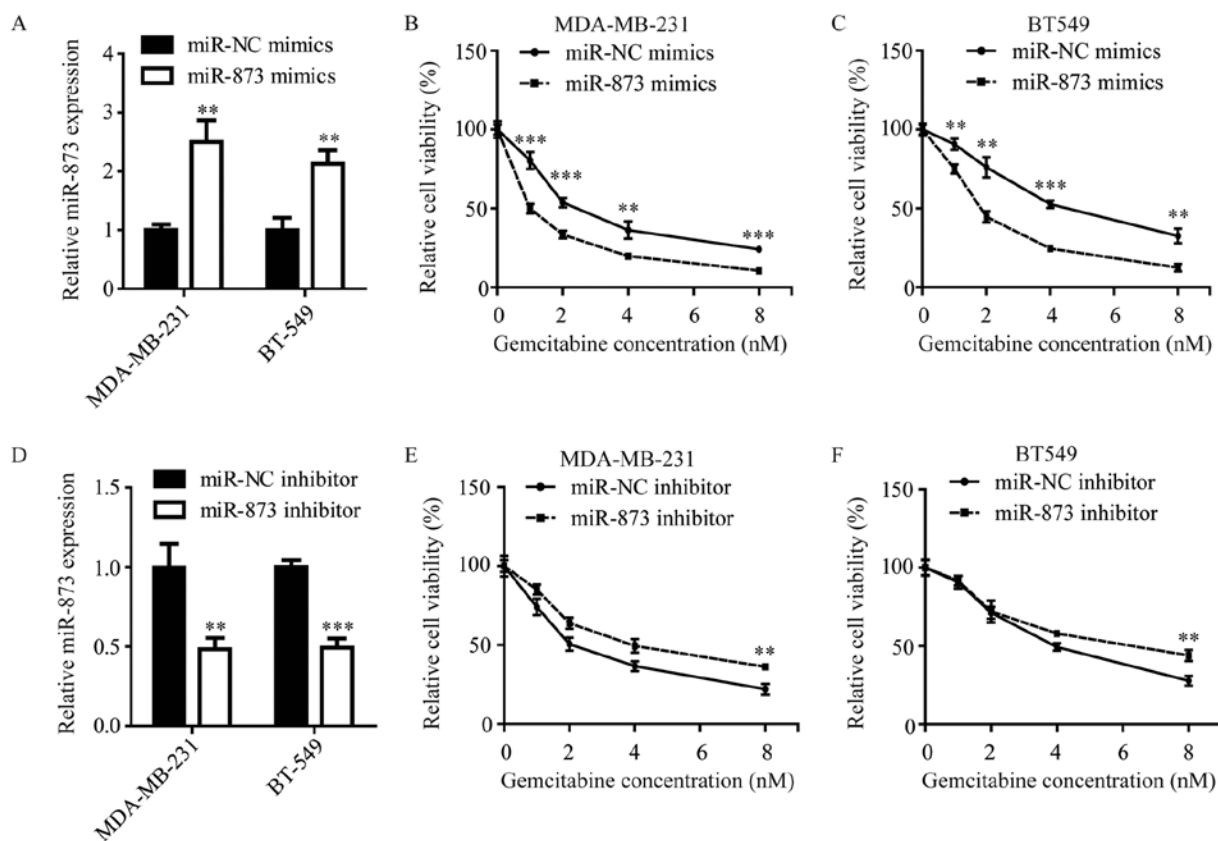 A
miR-NC mimics
miR-873 mimics
Relative miR-873 expression
4
3
2
1
0
**
**
MDA-MB-231
BT-549
B
MDA-MB-231
miR-NC mimics
miR-873 mimics
Relative cell viability (%)
150
100
50
0
***
***
**
***
0 2 4 6 8
Gemcitabine concentration (nM)
C
BT549
miR-NC mimics
miR-873 mimics
Relative cell viability (%)
150
100
50
0
**
**
***
**
0 2 4 6 8
Gemcitabine concentration (nM)
D
miR-NC inhibitor
miR-873 inhibitor
Relative miR-873 expression
1.5
1.0
0.5
0.0
**
***
MDA-MB-231
BT-549
E
MDA-MB-231
miR-NC inhibitor
miR-873 inhibitor
Relative cell viability (%)
150
100
50
0
**
0 2 4 6 8
Gemcitabine concentration (nM)
F
BT549
miR-NC inhibitor
miR-873 inhibitor
Relative cell viability (%)
150
100
50
0
**
0 2 4 6 8
Gemcitabine concentration (nM)